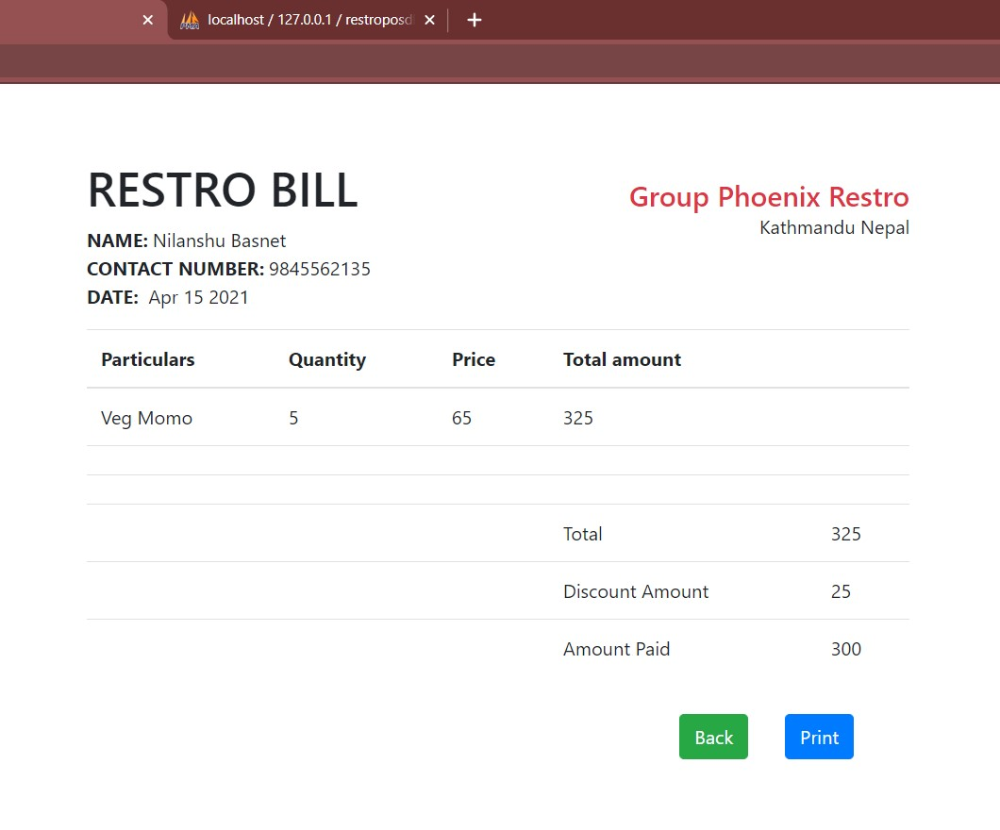 localhost / 127.0.0.1 / restroposd
RESTRO BILL
Group Phoenix Restro
Kathmandu Nepal
NAME: Nilanshu Basnet
CONTACT NUMBER: 9845562135
DATE: Apr 15 2021
Particulars Quantity Price Total amount
Veg Momo 5 65 325
Total 325
Discount Amount 25
Amount Paid 300
Back Print